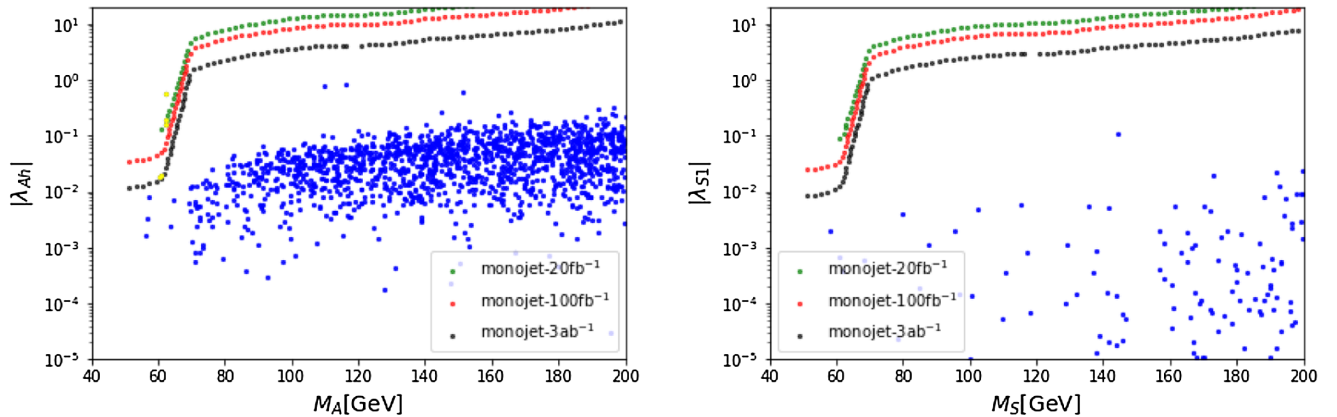 10¹
10⁰
10⁻¹
10⁻²
10⁻³
10⁻⁴
10⁻⁵
|λ_Ah|
monojet-20fb⁻¹
monojet-100fb⁻¹
monojet-3ab⁻¹
40 60 80 100 120 140 160 180 200
M_A[GeV]
10¹
10⁰
10⁻¹
10⁻²
10⁻³
10⁻⁴
10⁻⁵
|λ_S1|
monojet-20fb⁻¹
monojet-100fb⁻¹
monojet-3ab⁻¹
40 60 80 100 120 140 160 180 200
M_S[GeV]